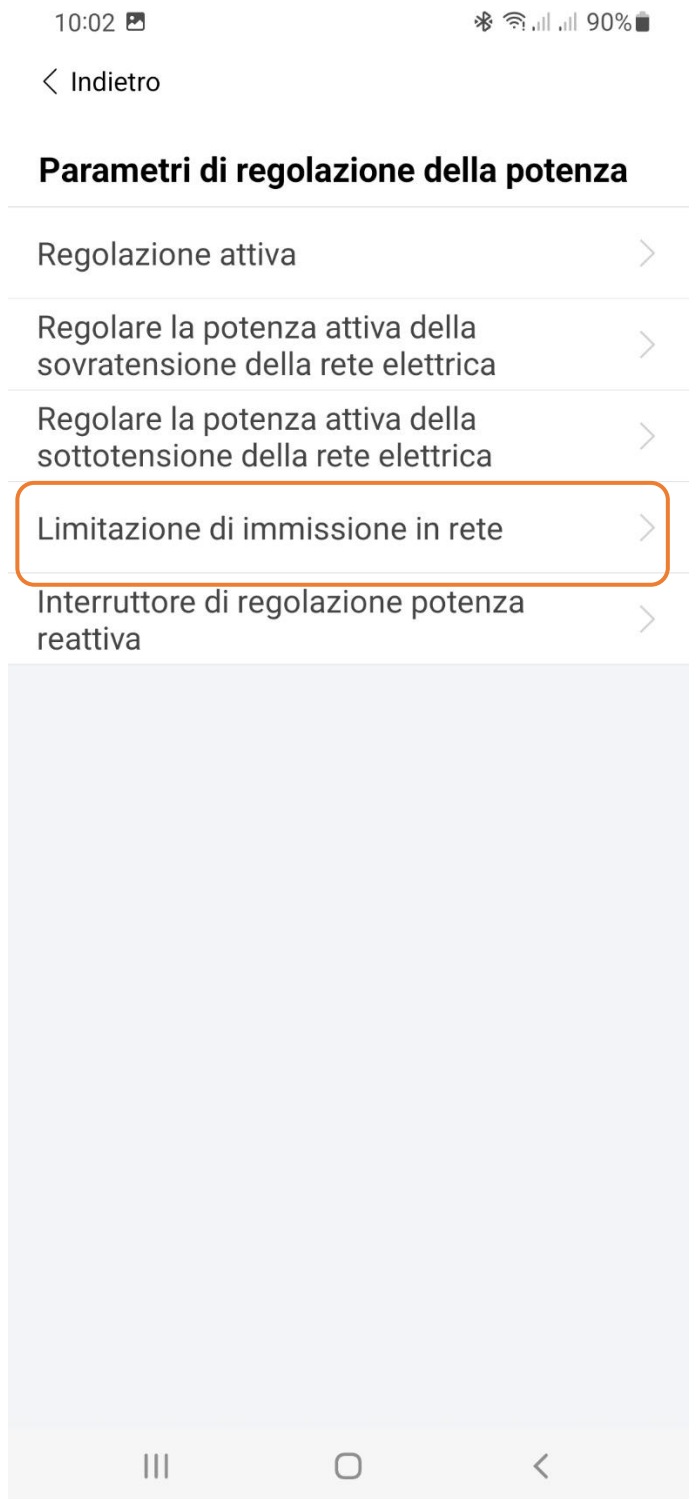 10:02 90%
Indietro
Parametri di regolazione della potenza
Regolazione attiva
Regolare la potenza attiva della
sovratensione della rete elettrica
Regolare la potenza attiva della
sottotensione della rete elettrica
Limitazione di immissione in rete
Interruttore di regolazione potenza
reattiva